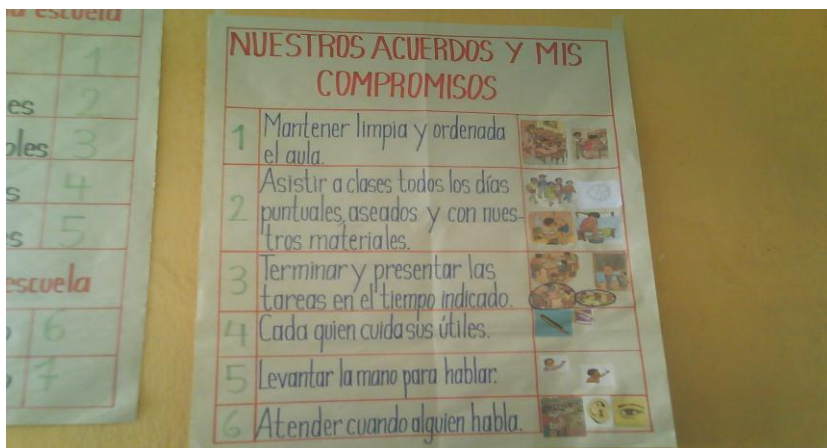 a escuela
1
es 2
bles 3
s 4
es 5
escuela
6
7
NUESTROS ACUERDOS Y MIS
COMPROMISOS
1 Mantener limpia y ordenada
el aula.
2 Asistir a clases todos los días
puntuales, aseados y con nues-
tros materiales.
3 Terminar y presentar las
tareas en el tiempo indicado.
4 Cada quien cuida sus útiles.
5 Levantar la mano para hablar.
6 Atender cuando alguien habla.